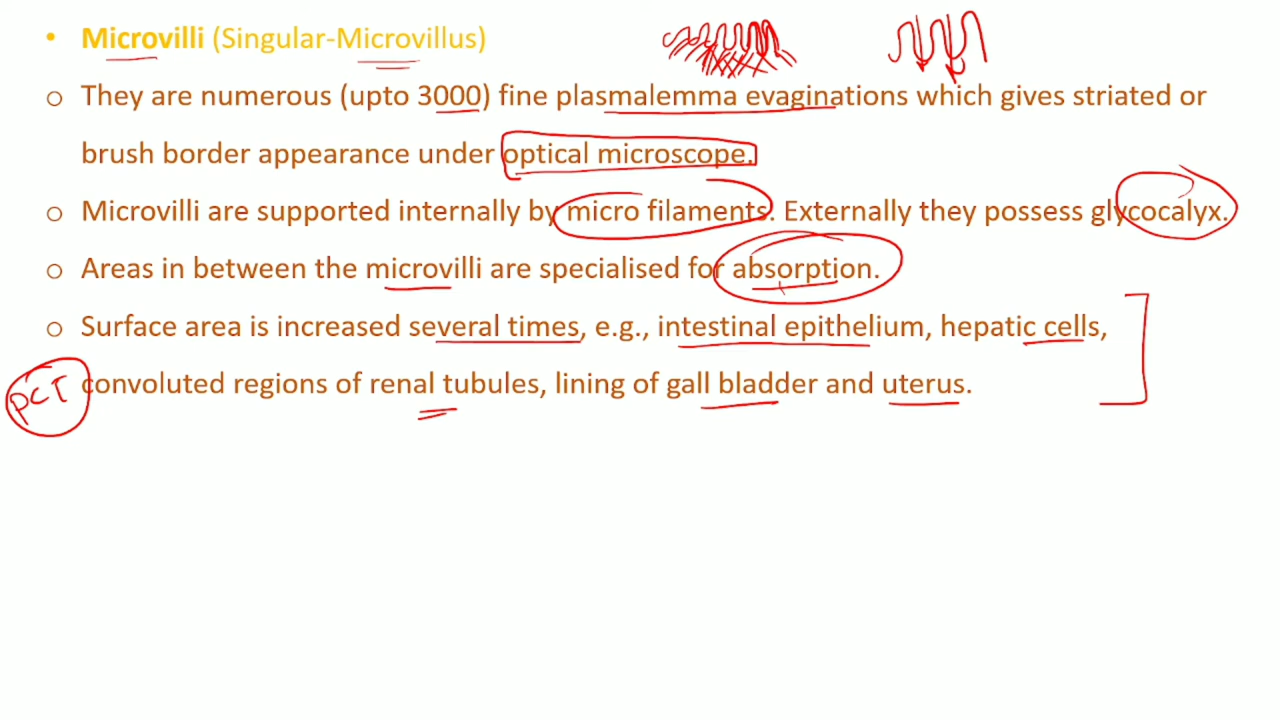 • Microvilli (Singular-Microvillus)
o They are numerous (upto 3000) fine plasmalemma evaginations which gives striated or
brush border appearance under optical microscope.
o Microvilli are supported internally by micro filaments. Externally they possess glycocalyx.
o Areas in between the microvilli are specialised for absorption.
o Surface area is increased several times, e.g., intestinal epithelium, hepatic cells,
PCT convoluted regions of renal tubules, lining of gall bladder and uterus.